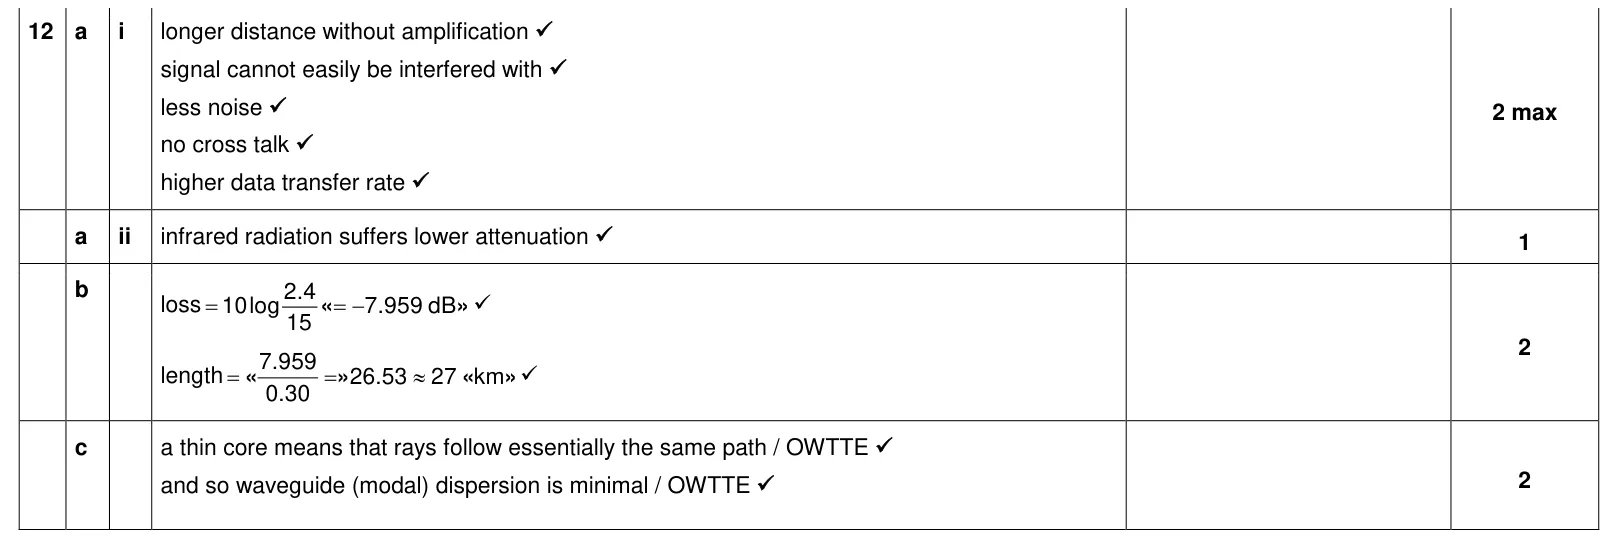 12 a i longer distance without amplification ✓
signal cannot easily be interfered with ✓
less noise ✓
no cross talk ✓
higher data transfer rate ✓
2 max
a ii infrared radiation suffers lower attenuation ✓ 1
b loss = 10 log 2.4/15 «= −7.959 dB» ✓
length = «7.959/0.30 =» 26.53 ≈ 27 «km» ✓
2
c a thin core means that rays follow essentially the same path / OWTTE ✓
and so waveguide (modal) dispersion is minimal / OWTTE ✓
2